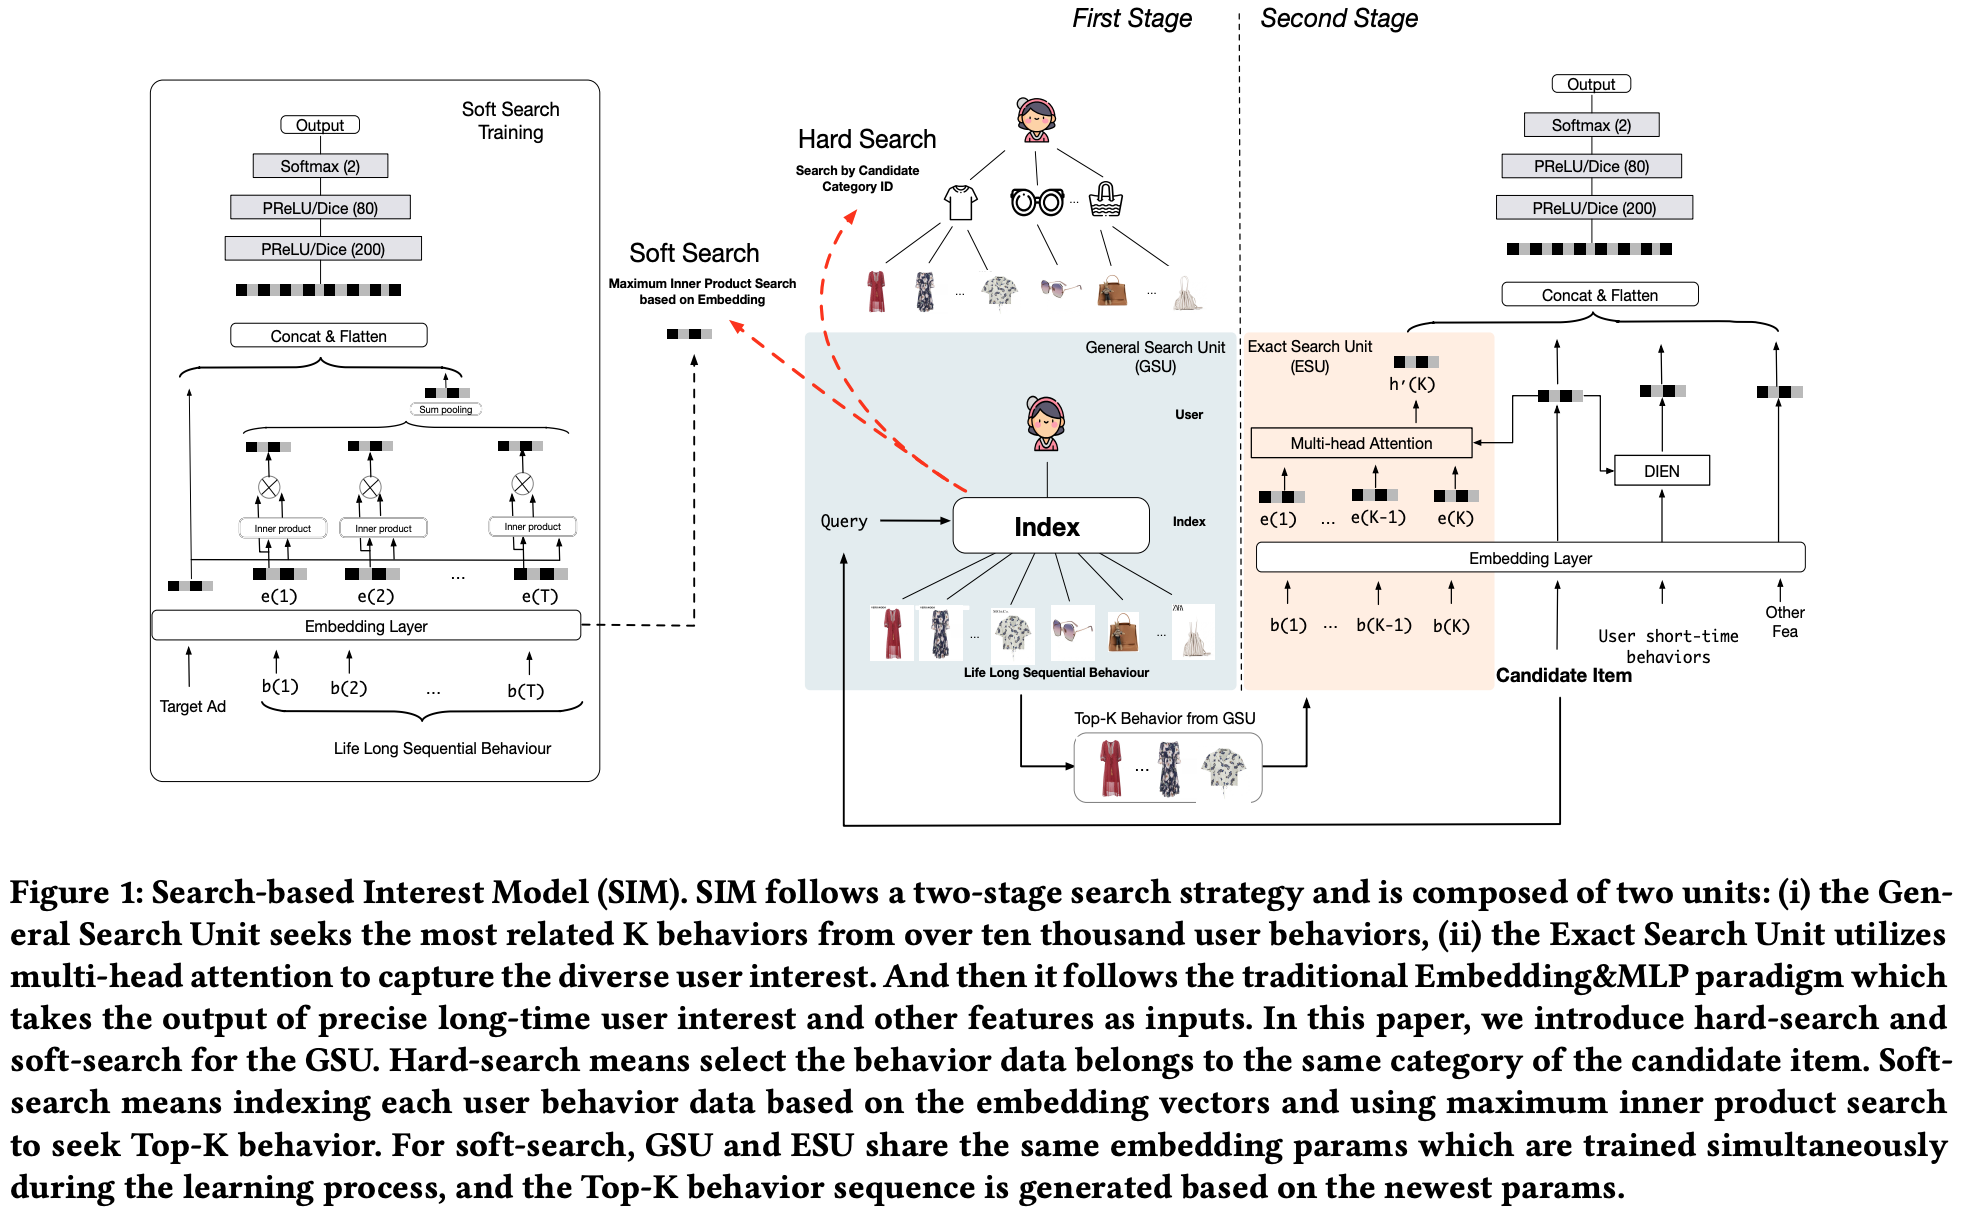 First Stage
Second Stage
Soft Search
Training
Output
Softmax (2)
PReLU/Dice (80)
PReLU/Dice (200)
Concat & Flatten
Sum pooling
Inner product
Inner product
Inner product
e(1)
e(2)
...
e(T)
Embedding Layer
Target Ad
b(1)
b(2)
...
b(T)
Life Long Sequential Behaviour
Soft Search
Maximum Inner Product Search
based on Embedding
Hard Search
Search by Candidate
Category ID
...
...
...
General Search Unit
(GSU)
User
Query
Index
Index
...
...
Life Long Sequential Behaviour
Top-K Behavior from GSU
...
Exact Search Unit
(ESU)
h'(K)
Multi-head Attention
e(1)
...
e(K-1)
e(K)
Embedding Layer
b(1)
...
b(K-1)
b(K)
Candidate Item
User short-time
behaviors
Other
Fea
DIEN
Concat & Flatten
PReLU/Dice (200)
PReLU/Dice (80)
Softmax (2)
Output
Figure 1: Search-based Interest Model (SIM). SIM follows a two-stage search strategy and is composed of two units: (i) the Gen-
eral Search Unit seeks the most related K behaviors from over ten thousand user behaviors, (ii) the Exact Search Unit utilizes
multi-head attention to capture the diverse user interest. And then it follows the traditional Embedding&MLP paradigm which
takes the output of precise long-time user interest and other features as inputs. In this paper, we introduce hard-search and
soft-search for the GSU. Hard-search means select the behavior data belongs to the same category of the candidate item. Soft-
search means indexing each user behavior data based on the embedding vectors and using maximum inner product search
to seek Top-K behavior. For soft-search, GSU and ESU share the same embedding params which are trained simultaneously
during the learning process, and the Top-K behavior sequence is generated based on the newest params.